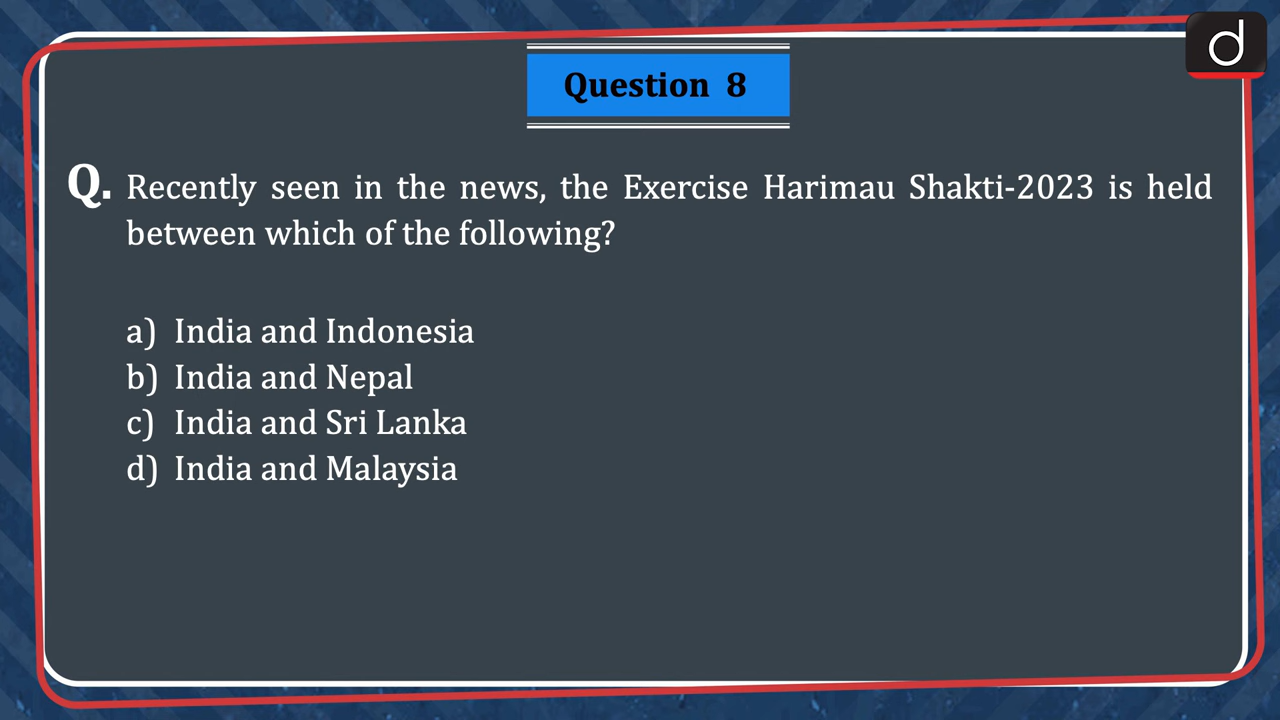 d
Question 8
Q. Recently seen in the news, the Exercise Harimau Shakti-2023 is held
between which of the following?
a) India and Indonesia
b) India and Nepal
c) India and Sri Lanka
d) India and Malaysia